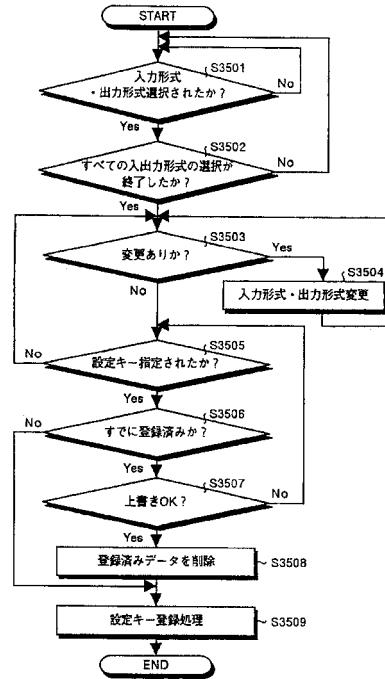 START
S3501
入力形式
・出力形式選択されたか？
No
Yes
S3502
すべての入出力形式の選択が
終了したか？
No
Yes
S3503
変更ありか？
Yes
S3504
入力形式・出力形式変更
No
S3505
設定キー指定されたか？
No
Yes
S3506
すでに登録済みか？
No
Yes
S3507
上書きOK？
No
Yes
登録済みデータを削除
S3508
設定キー登録処理
S3509
END